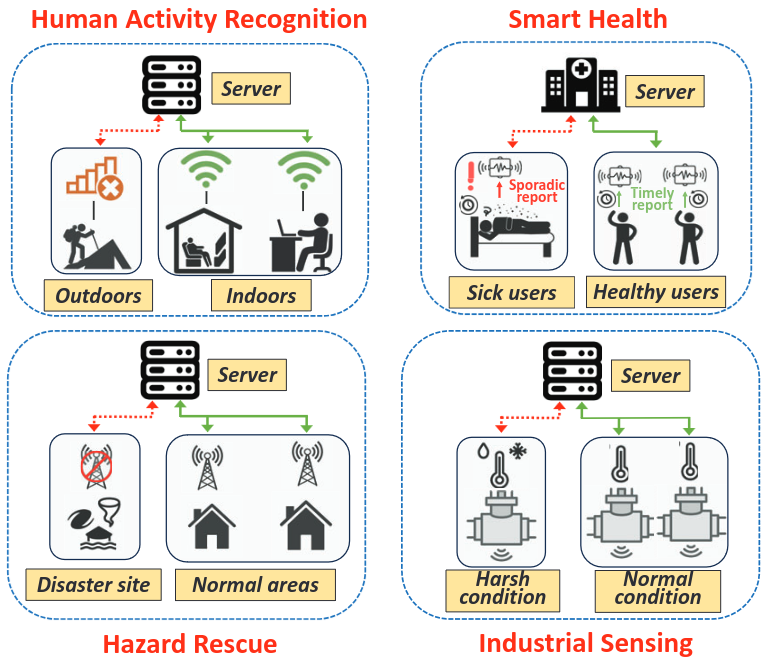 Human Activity Recognition
Server
Outdoors
Indoors
Smart Health
Server
Sporadic
report
Timely
report
Sick users
Healthy users
Server
Disaster site
Normal areas
Hazard Rescue
Server
Harsh
condition
Normal
condition
Industrial Sensing